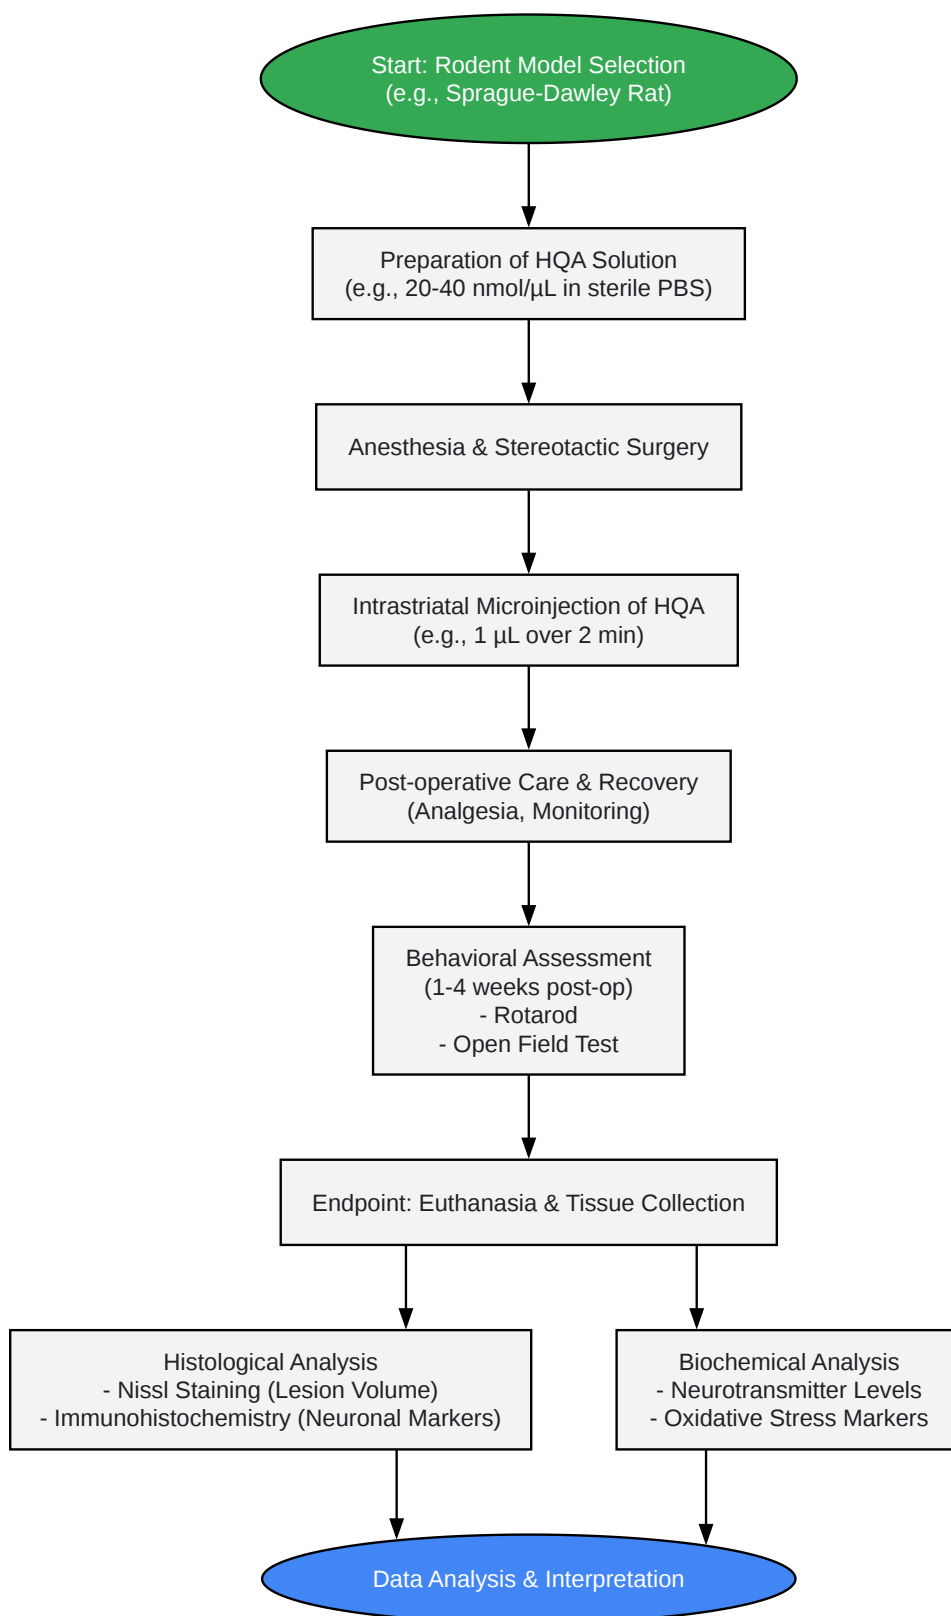 Start: Rodent Model Selection
(e.g., Sprague-Dawley Rat)
Preparation of HQA Solution
(e.g., 20-40 nmol/µL in sterile PBS)
Anesthesia & Stereotactic Surgery
Intrastriatal Microinjection of HQA
(e.g., 1 µL over 2 min)
Post-operative Care & Recovery
(Analgesia, Monitoring)
Behavioral Assessment
(1-4 weeks post-op)
- Rotarod
- Open Field Test
Endpoint: Euthanasia & Tissue Collection
Histological Analysis
- Nissl Staining (Lesion Volume)
- Immunohistochemistry (Neuronal Markers)
Biochemical Analysis
- Neurotransmitter Levels
- Oxidative Stress Markers
Data Analysis & Interpretation